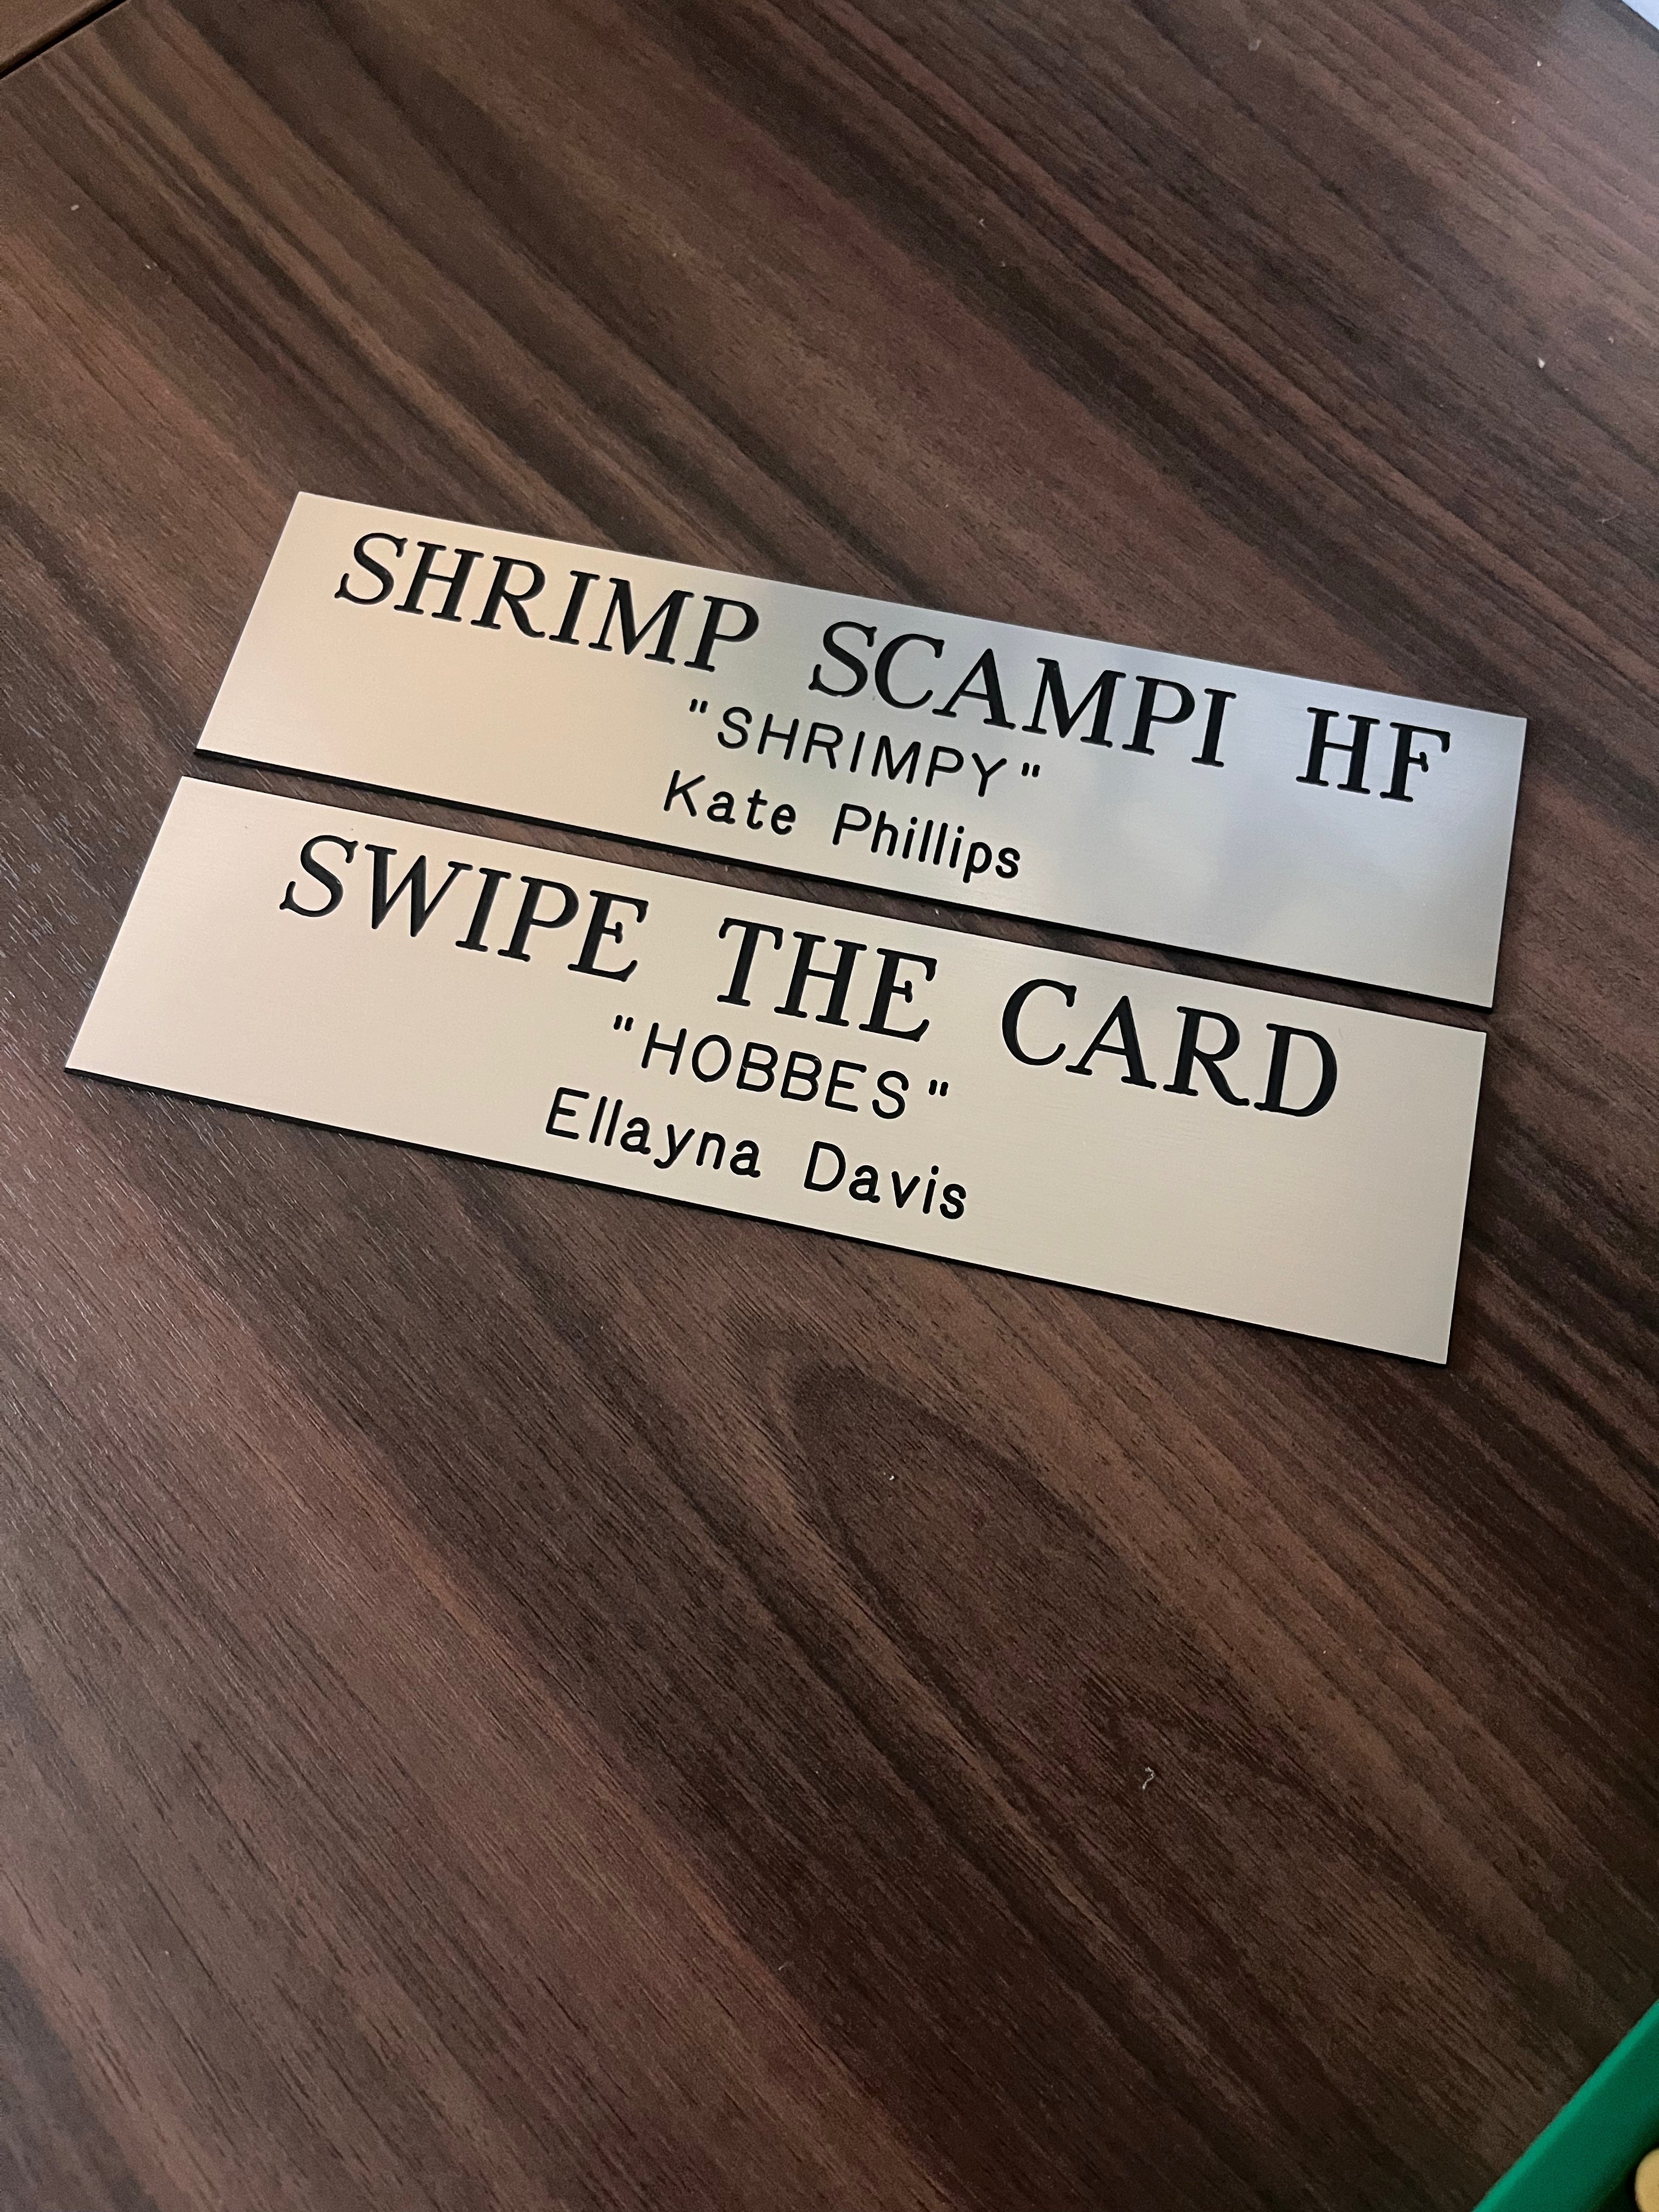 SHRIMP SCAMPI HF
"SHRIMPY"
Kate Phillips
SWIPE THE CARD
"HOBBES"
Ellayna Davis